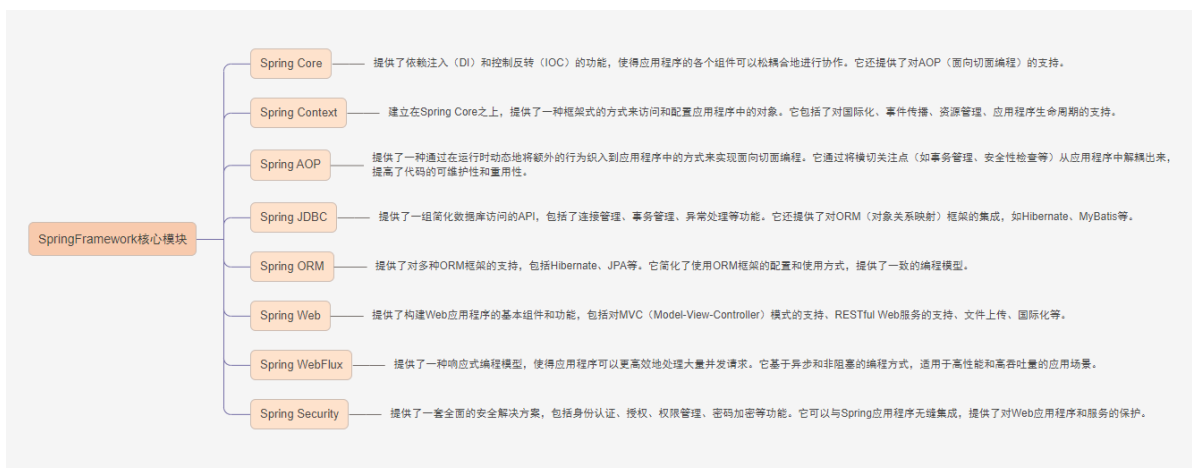 Spring Core
提供了依赖注入（DI）和控制反转（IOC）的功能，使得应用程序的各个组件可以松耦合地进行协作。它还提供了对AOP（面向切面编程）的支持。
Spring Context
建立在Spring Core之上，提供了一种框架式的方式来访问和配置应用程序中的对象。它包括了对国际化、事件传播、资源管理、应用程序生命周期的支持。
Spring AOP
提供了一种通过在运行时动态地将额外的行为织入到应用程序中的方式来实现面向切面编程。它通过将横切关注点（如事务管理、安全性检查等）从应用程序中解耦出来，
提高了代码的可维护性和重用性。
Spring JDBC
提供了一组简化数据库访问的API，包括了连接管理、事务管理、异常处理等功能。它还提供了对ORM（对象关系映射）框架的集成，如Hibernate、MyBatis等。
SpringFramework核心模块
Spring ORM
提供了对多种ORM框架的支持，包括Hibernate、JPA等。它简化了使用ORM框架的配置和使用方式，提供了一致的编程模型。
Spring Web
提供了构建Web应用程序的基本组件和功能，包括对MVC（Model-View-Controller）模式的支持、RESTful Web服务的支持、文件上传、国际化等。
Spring WebFlux
提供了一种响应式编程模型，使得应用程序可以更高效地处理大量并发请求。它基于异步和非阻塞的编程方式，适用于高性能和高吞吐量的应用场景。
Spring Security
提供了一套全面的安全解决方案，包括身份认证、授权、权限管理、密码加密等功能。它可以与Spring应用程序无缝集成，提供了对Web应用程序和服务的保护。